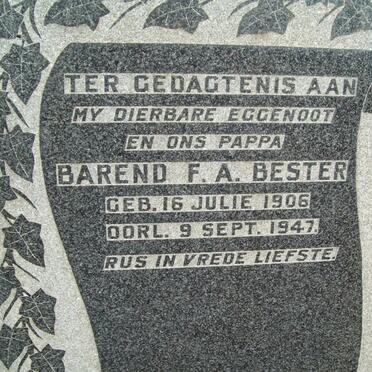 TER GEDAGTENIS AAN
MY DIERBARE EGGENOOT
EN ONS PAPPA
BAREND F. A. BESTER
GEB. 16 JULIE 1906
OORL. 9 SEPT. 1947.
RUS IN VREDE LIEFSTE.